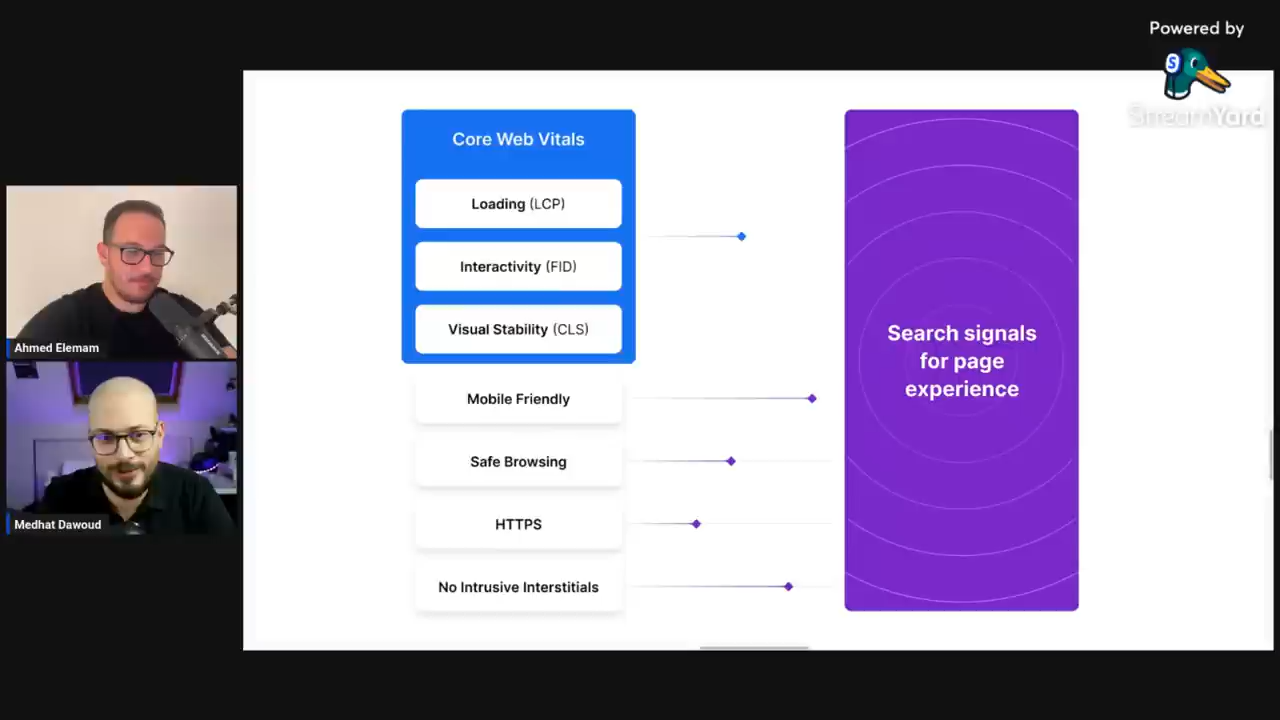 Powered by
StreamYard
Core Web Vitals
Loading (LCP)
Interactivity (FID)
Visual Stability (CLS)
Mobile Friendly
Safe Browsing
HTTPS
No Intrusive Interstitials
Search signals
for page
experience
Ahmed Elemam
Medhat Dawoud